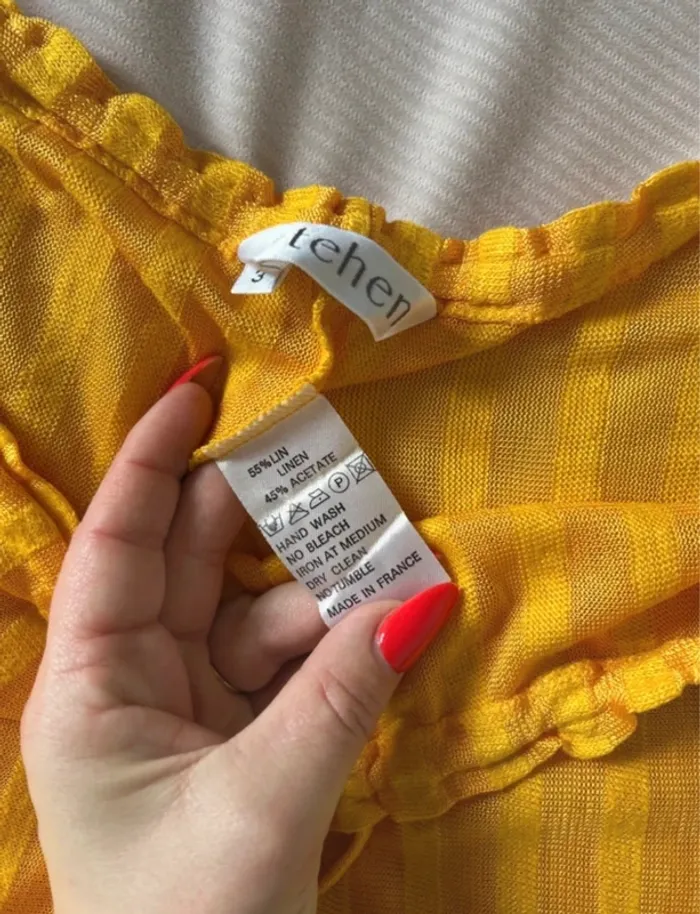 tehen
3
55% LIN
LINEN
45% ACETATE
P
HAND WASH
NO BLEACH
IRON AT MEDIUM
DRY CLEAN
NO TUMBLE
MADE IN FRANCE